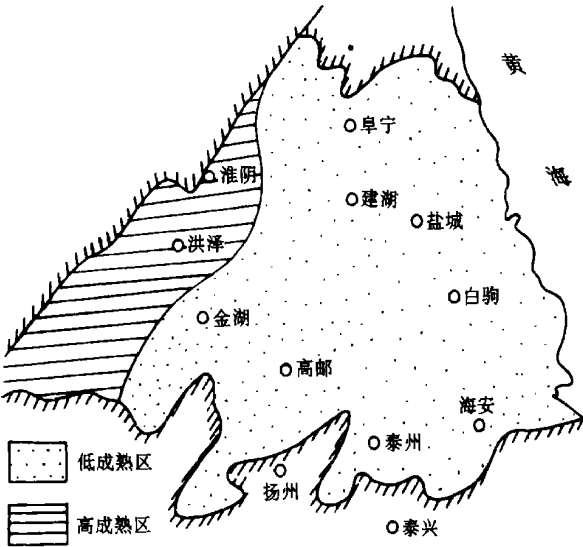 黄
海
阜宁
淮阴
建湖
盐城
洪泽
白驹
金湖
高邮
海安
泰州
低成熟区
扬州
高成熟区
泰兴